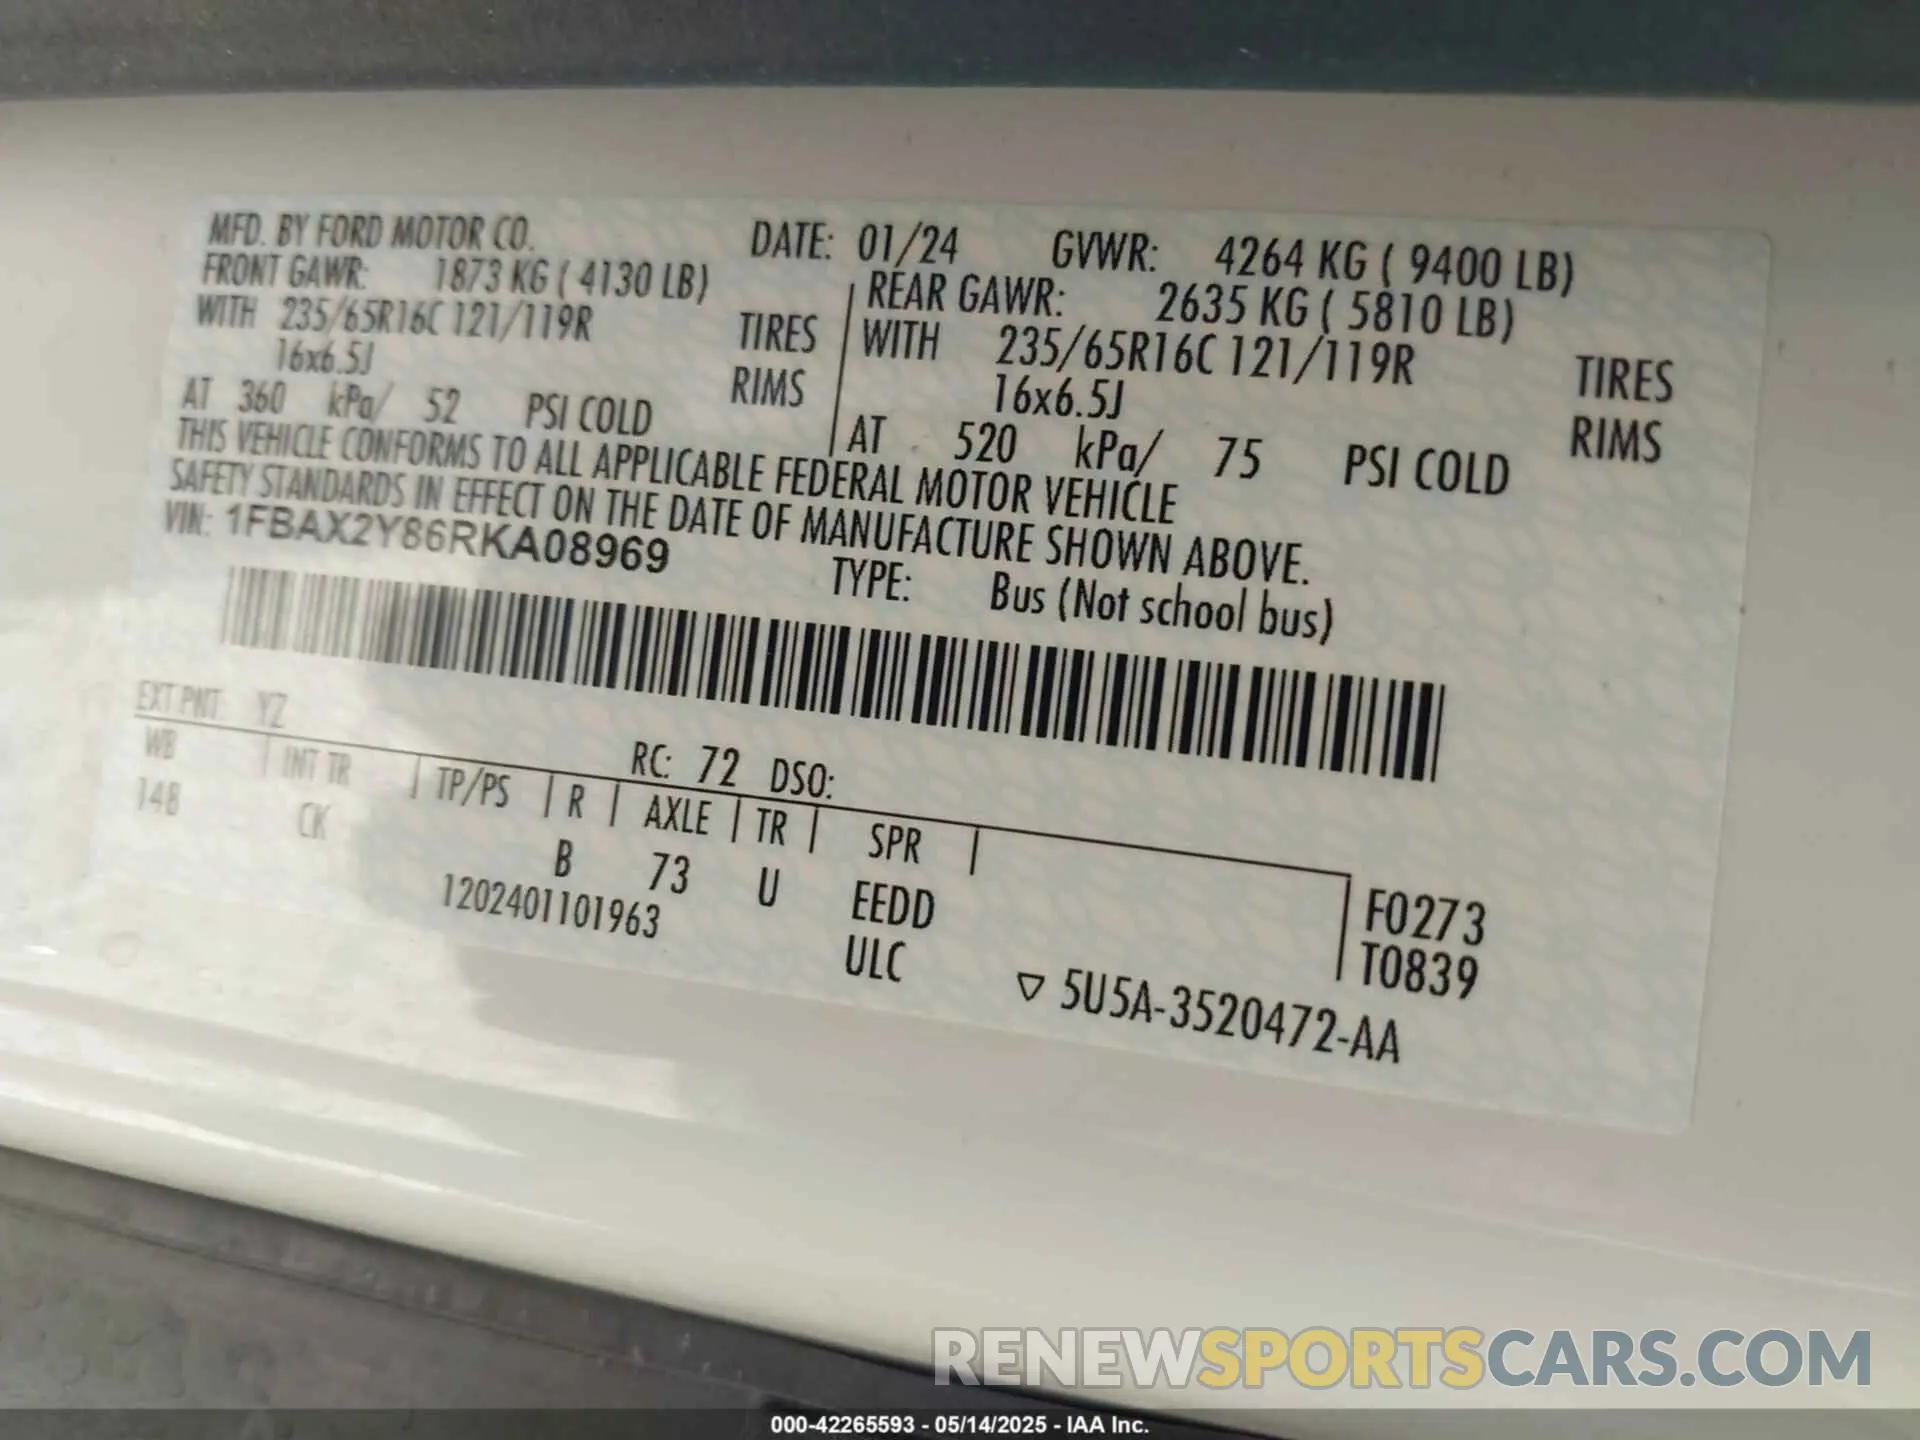 MFD. BY FORD MOTOR CO. DATE: 01/24 GVWR: 4264 KG ( 9400 LB)
FRONT GAWR: 1873 KG ( 4130 LB) REAR GAWR: 2635 KG ( 5810 LB)
WITH 235/65R16C 121/119R TIRES WITH 235/65R16C 121/119R TIRES
16x6.5J RIMS 16x6.5J RIMS
AT 360 kPa/ 52 PSI COLD AT 520 kPa/ 75 PSI COLD
THIS VEHICLE CONFORMS TO ALL APPLICABLE FEDERAL MOTOR VEHICLE
SAFETY STANDARDS IN EFFECT ON THE DATE OF MANUFACTURE SHOWN ABOVE.
VIN: 1FBAX2Y86RKA08969 TYPE: Bus (Not school bus)
EXT PNT: YZ RC: 72 DSO:
WB | INT TR | TP/PS | R | AXLE | TR | SPR |
148 CK B 73 U EEDD F0273
1202401101963 ULC T0839
▽ 5U5A-3520472-AA
RENEWSPORTSCARS.COM
000-42265593 - 05/14/2025 - IAA Inc.